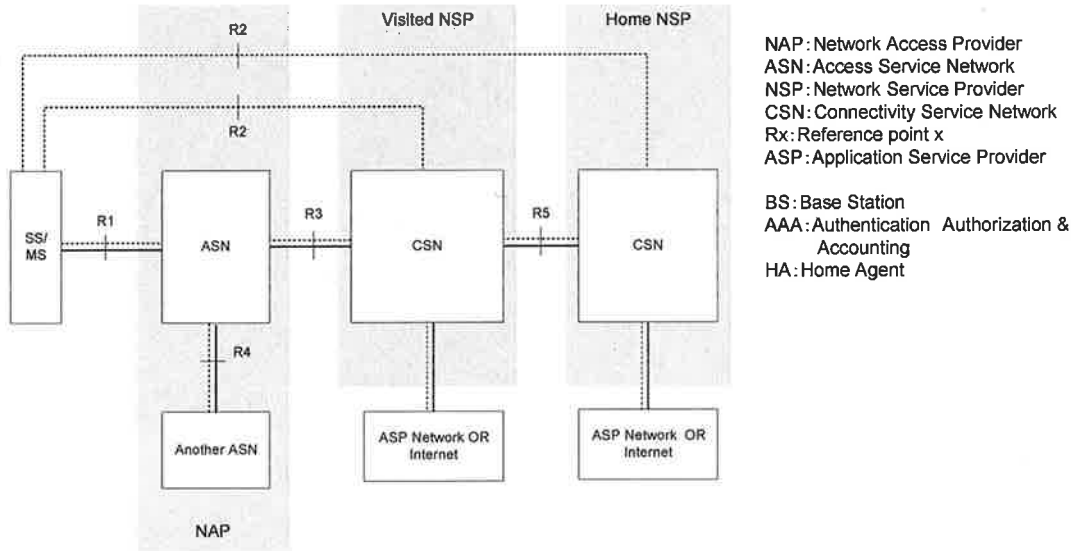 Visited NSP
Home NSP
R2
R2
SS/
MS
R1
ASN
R3
CSN
R5
CSN
R4
Another ASN
ASP Network OR
Internet
ASP Network OR
Internet
NAP
NAP:Network Access Provider
ASN:Access Service Network
NSP:Network Service Provider
CSN:Connectivity Service Network
Rx:Reference point x
ASP:Application Service Provider
BS:Base Station
AAA:Authentication Authorization &
Accounting
HA:Home Agent